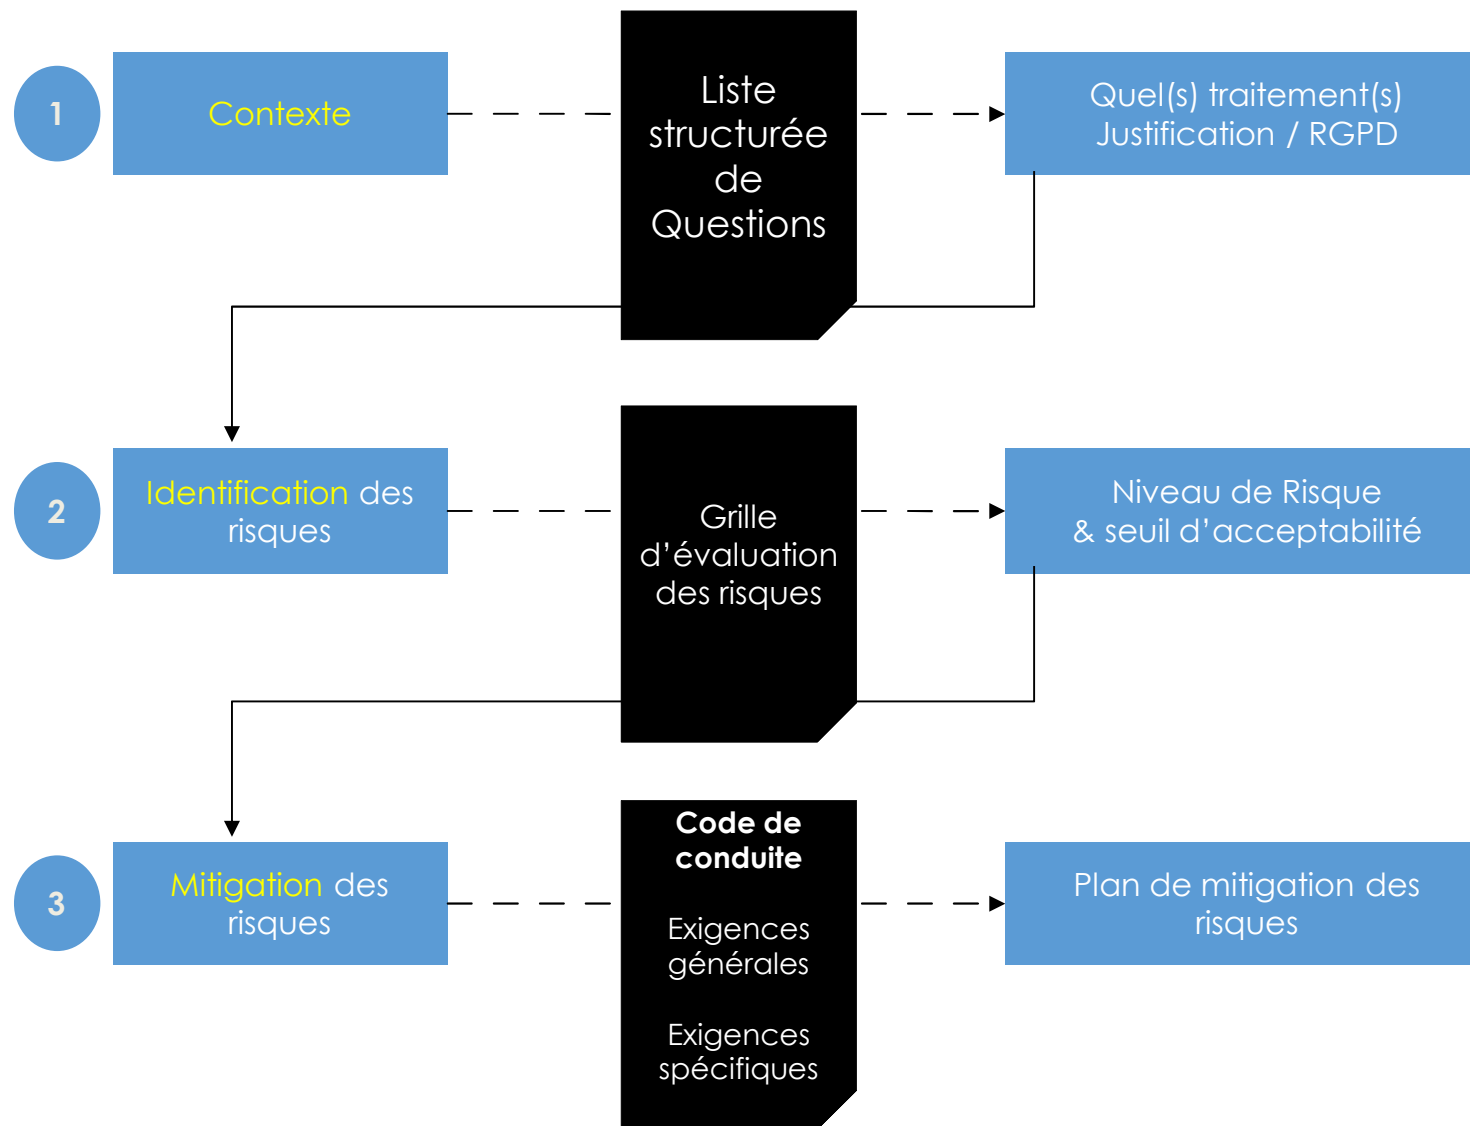 1
Contexte
Liste
structurée
de
Questions
Quel(s) traitement(s)
Justification / RGPD
2
Identification des
risques
Grille
d’évaluation
des risques
Niveau de Risque
& seuil d’acceptabilité
3
Mitigation des
risques
Code de
conduite
Exigences
générales
Exigences
spécifiques
Plan de mitigation des
risques